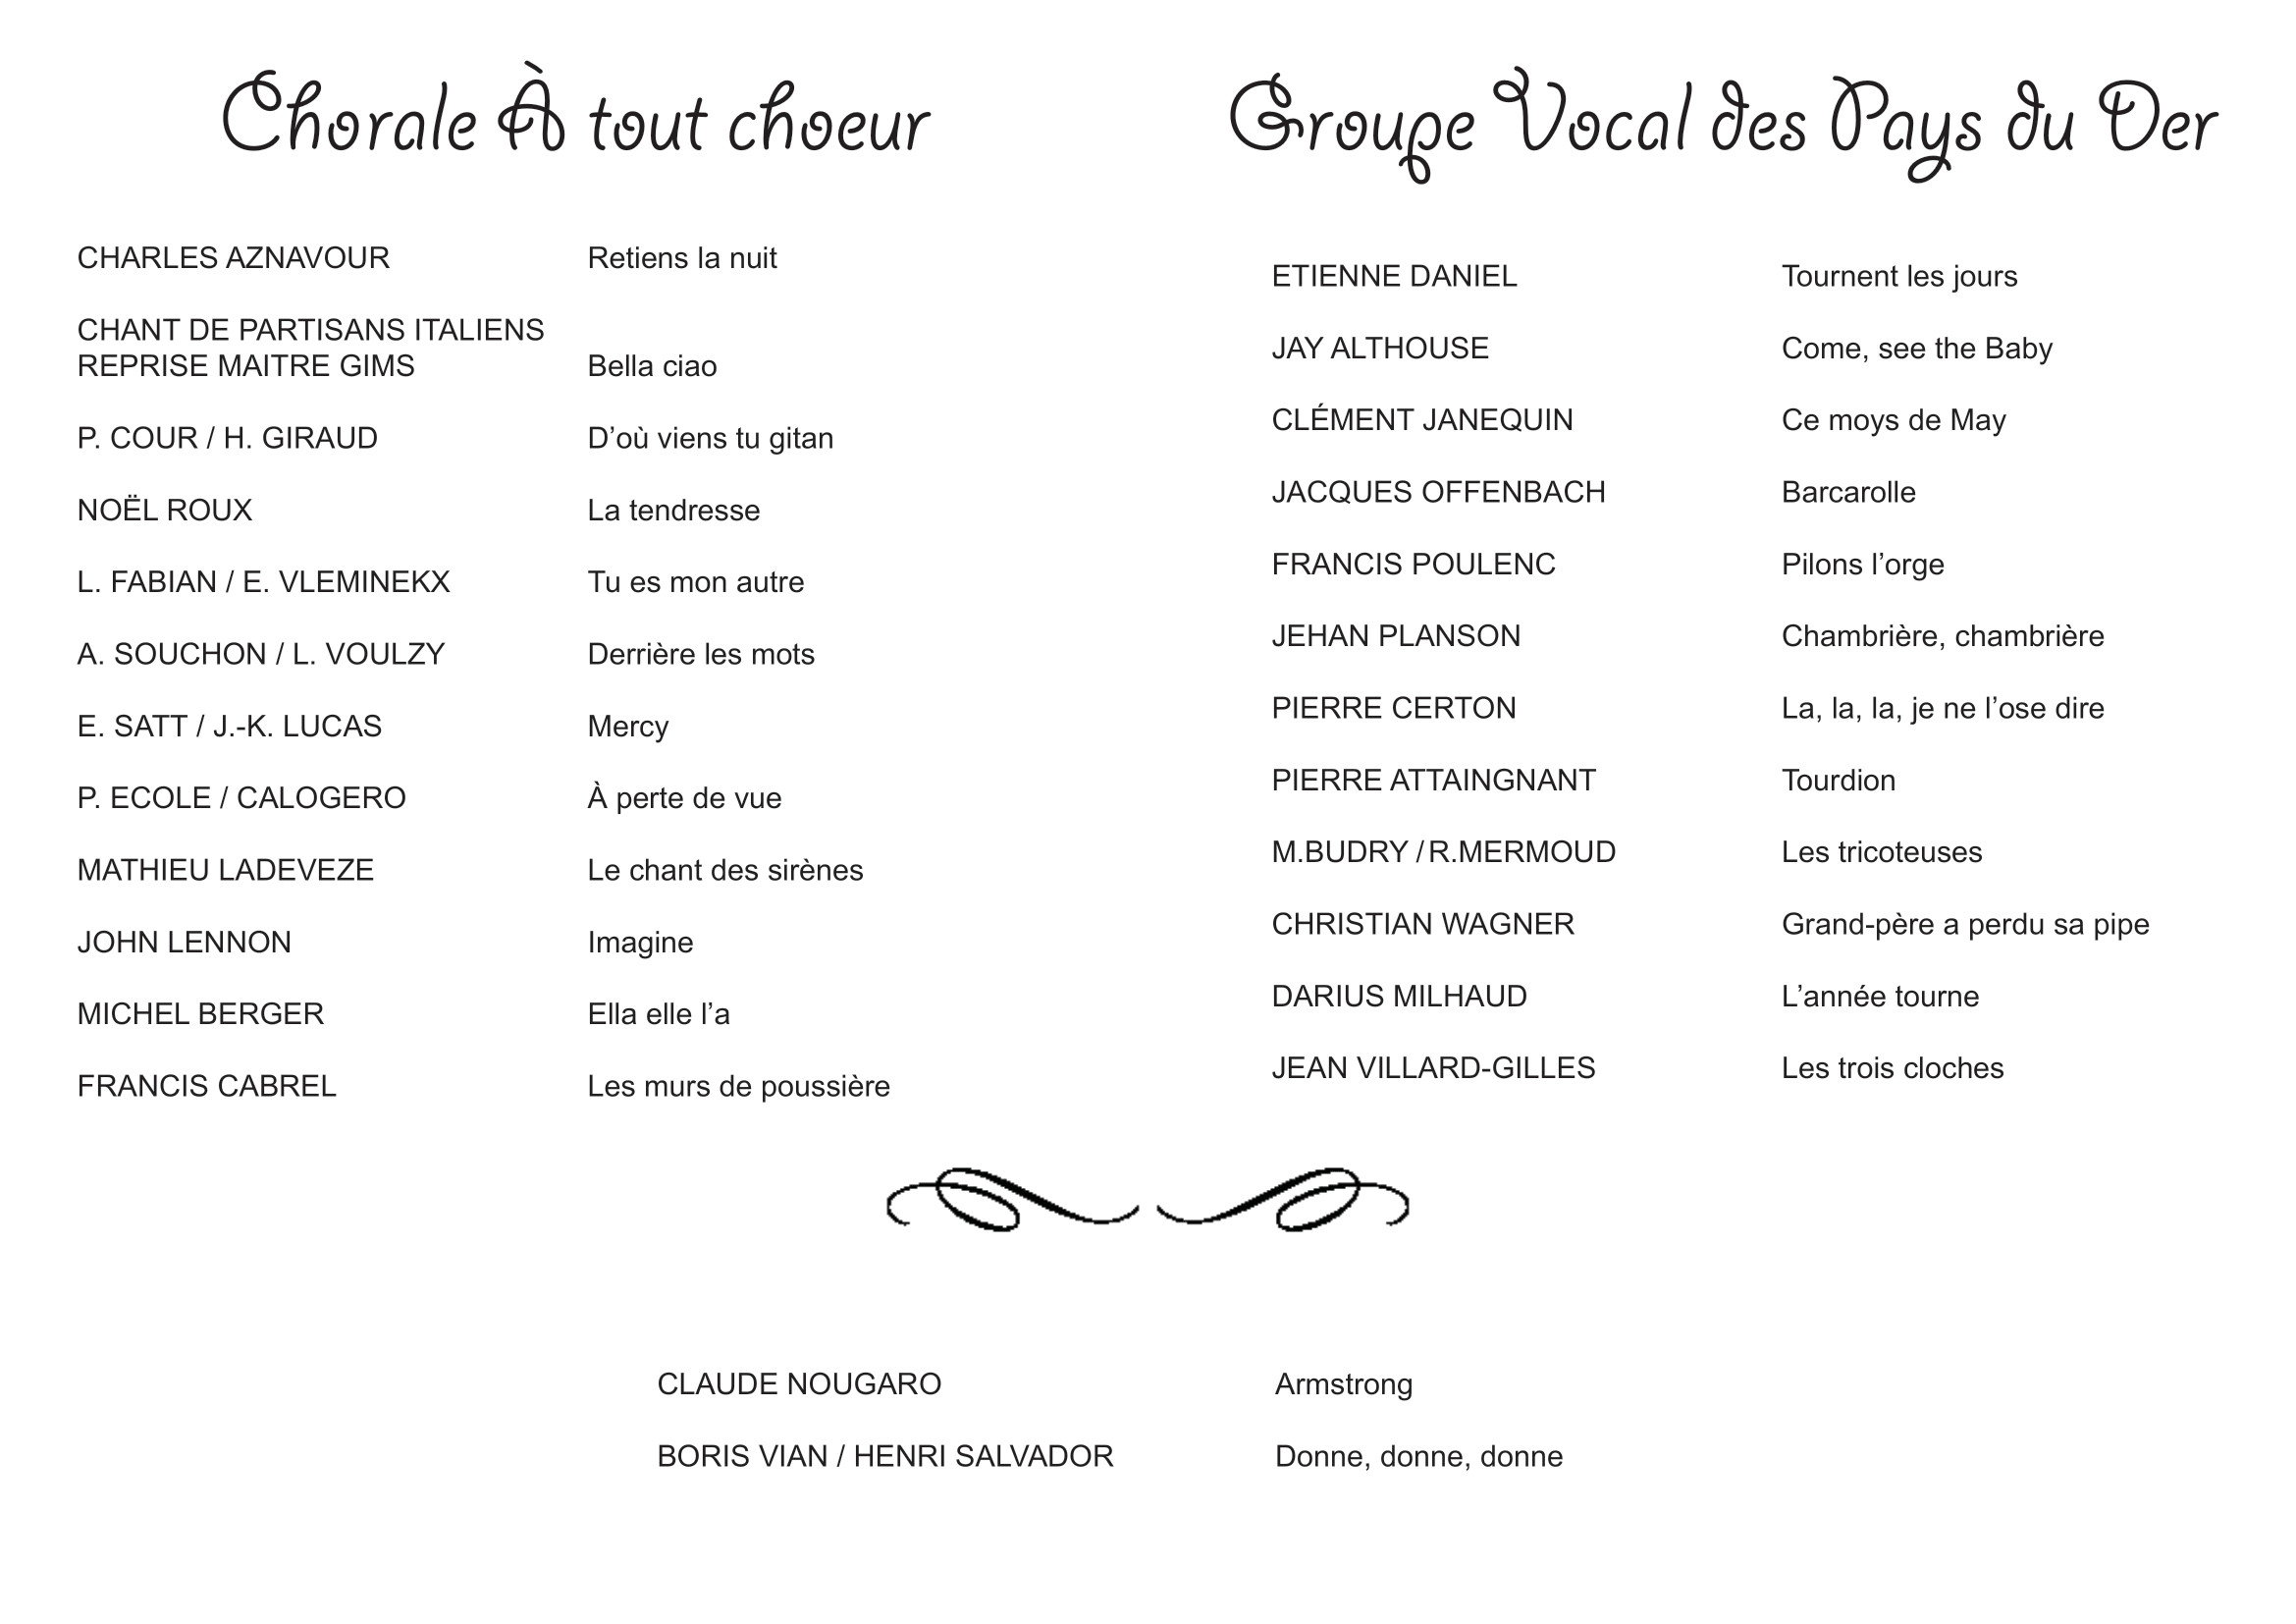 Chorale À tout choeur
CHARLES AZNAVOUR Retiens la nuit
CHANT DE PARTISANS ITALIENS
REPRISE MAITRE GIMS Bella ciao
P. COUR / H. GIRAUD D’où viens tu gitan
NOËL ROUX La tendresse
L. FABIAN / E. VLEMINEKX Tu es mon autre
A. SOUCHON / L. VOULZY Derrière les mots
E. SATT / J.-K. LUCAS Mercy
P. ECOLE / CALOGERO À perte de vue
MATHIEU LADEVEZE Le chant des sirènes
JOHN LENNON Imagine
MICHEL BERGER Ella elle l’a
FRANCIS CABREL Les murs de poussière
Groupe Vocal des Pays du Der
ETIENNE DANIEL Tournent les jours
JAY ALTHOUSE Come, see the Baby
CLÉMENT JANEQUIN Ce moys de May
JACQUES OFFENBACH Barcarolle
FRANCIS POULENC Pilons l’orge
JEHAN PLANSON Chambrière, chambrière
PIERRE CERTON La, la, la, je ne l’ose dire
PIERRE ATTAINGNANT Tourdion
M.BUDRY / R.MERMOUD Les tricoteuses
CHRISTIAN WAGNER Grand-père a perdu sa pipe
DARIUS MILHAUD L’année tourne
JEAN VILLARD-GILLES Les trois cloches
CLAUDE NOUGARO Armstrong
BORIS VIAN / HENRI SALVADOR Donne, donne, donne